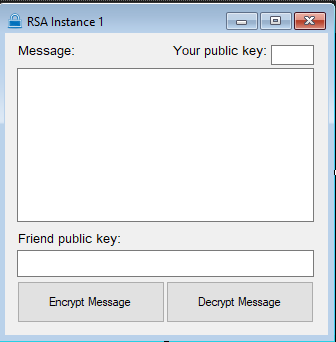 RSA Instance 1
Message: Your public key:
Friend public key:
Encrypt Message Decrypt Message